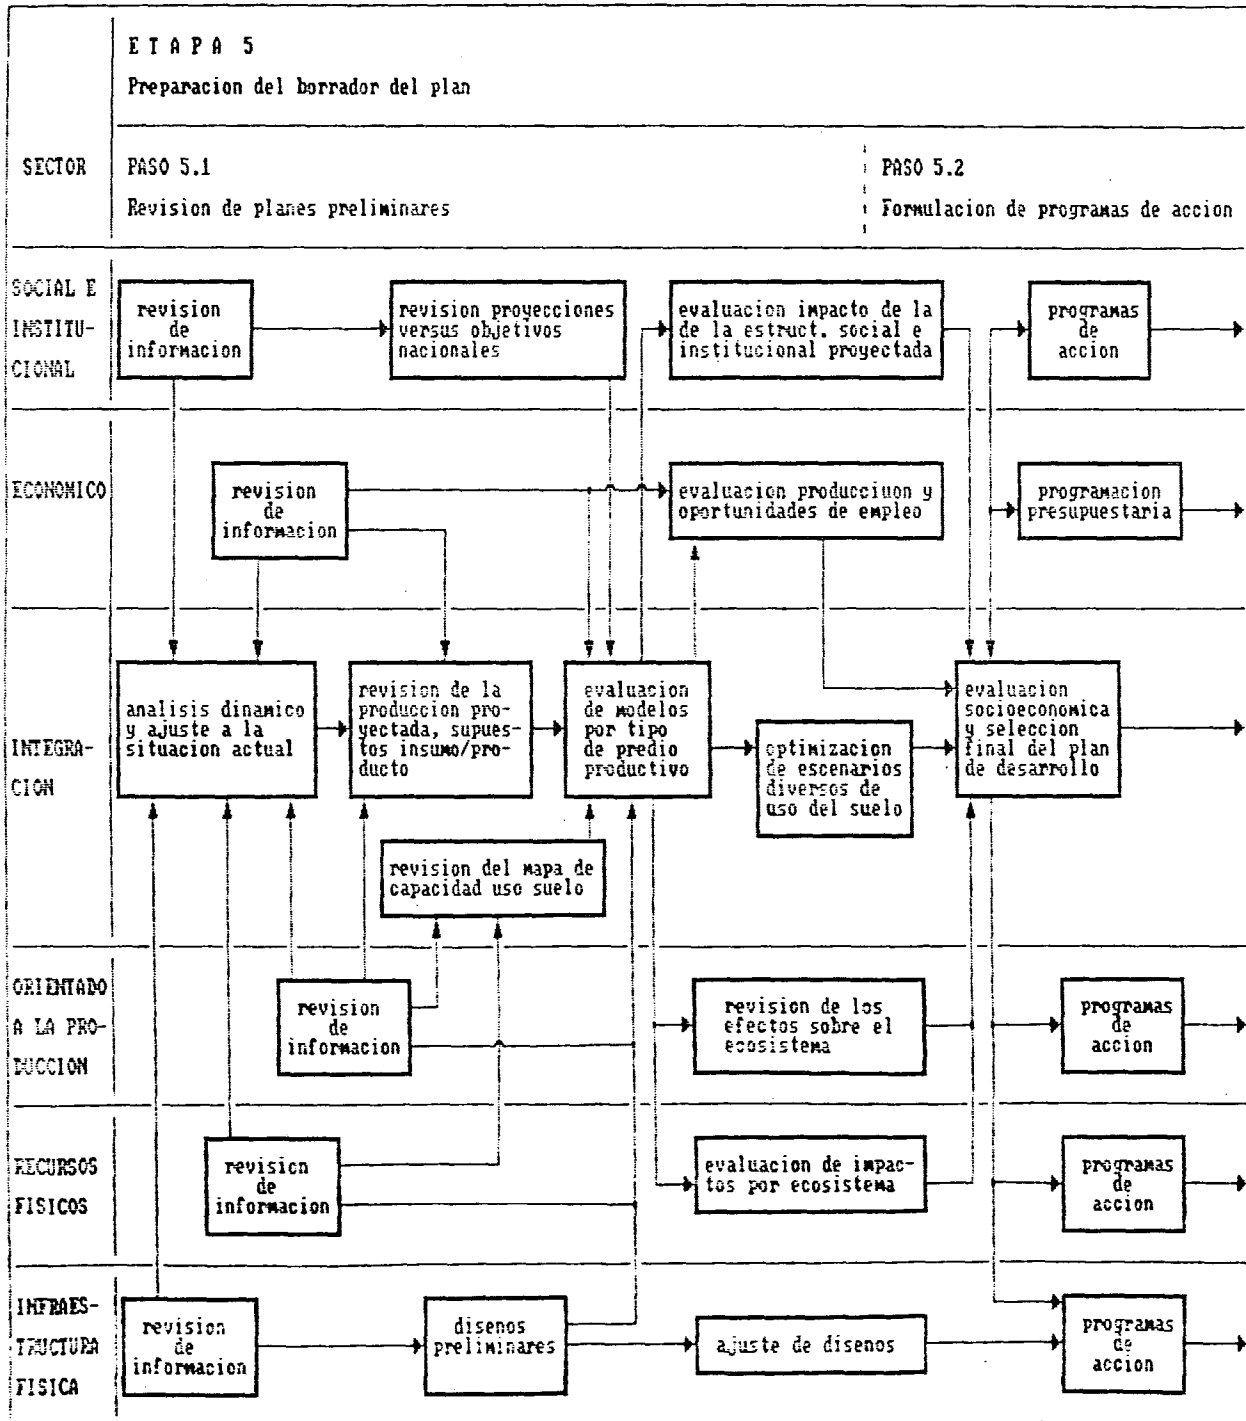 E T A P A 5
Preparacion del borrador del plan
SECTOR
PASO 5.1
Revision de planes preliminares
PASO 5.2
Formulacion de programas de accion
SOCIAL E
INSTITU-
CIONAL
revision
de
informacion
revision proyecciones
versus objetivos
nacionales
evaluacion impacto de la
de la estruct. social e
institucional proyectada
programas
de
accion
ECONOMICO
revision
de
informacion
evaluacion producciuon y
oportunidades de empleo
programacion
presupuestaria
INTEGRA-
CION
analisis dinamico
y ajuste a la
situacion actual
revision de la
produccion pro-
yectada, supues-
tos insumo/pro-
ducto
evaluacion
de modelos
por tipo
de predio
productivo
optimizacion
de escenarios
diversos de
uso del suelo
evaluacion
socioeconomica
y seleccion
final del plan
de desarrollo
revision del mapa de
capacidad uso suelo
ORIENTADO
A LA PRO-
DUCCION
revision
de
informacion
revision de los
efectos sobre el
ecosistema
programas
de
accion
RECURSOS
FISICOS
revision
de
informacion
evaluacion de impac-
tos por ecosistema
programas
de
accion
INFRAES-
TRUCTURA
FISICA
revision
de
informacion
disenos
preliminares
ajuste de disenos
programas
de
accion